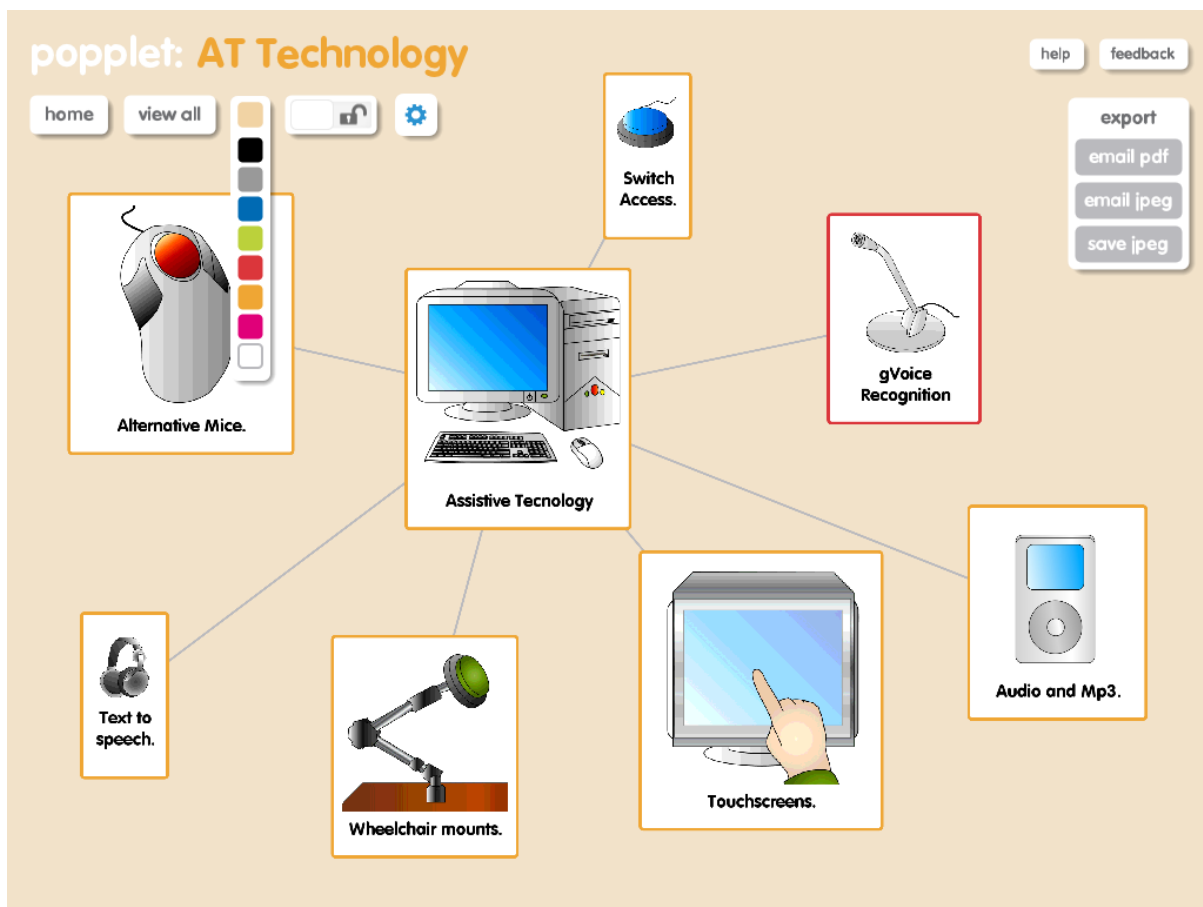 popplet: AT Technology
help
feedback
home
view all
export
email pdf
email jpeg
save jpeg
Switch
Access.
Alternative Mice.
gVoice
Recognition
Assistive Tecnology
Text to
speech.
Wheelchair mounts.
Touchscreens.
Audio and Mp3.